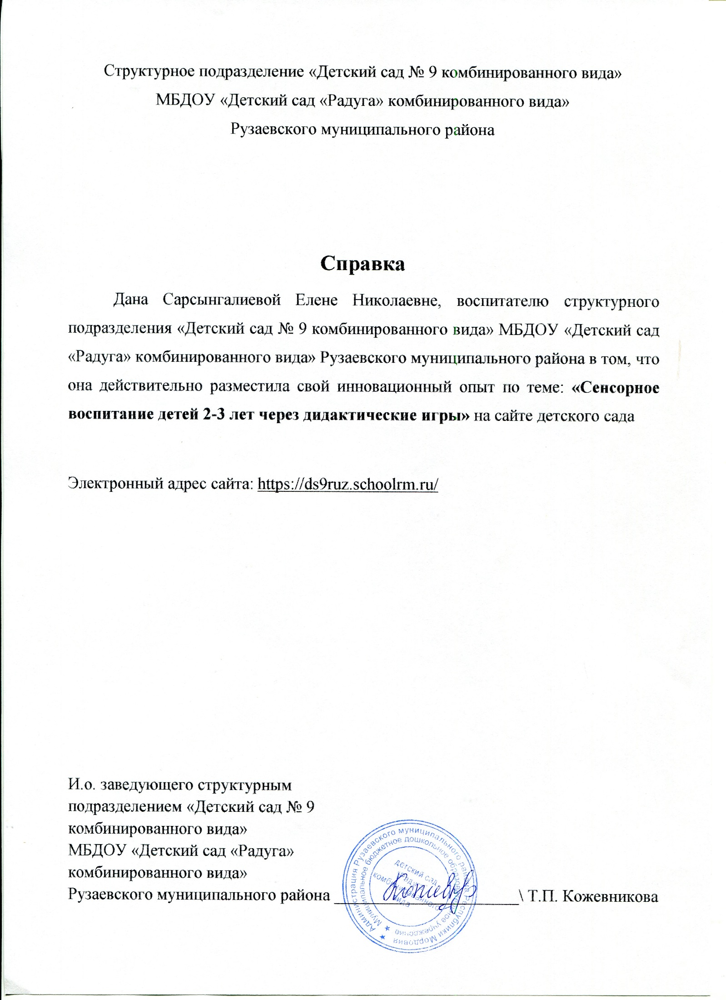 Структурное подразделение «Детский сад № 9 комбинированного вида»
МБДОУ «Детский сад «Радуга» комбинированного вида»
Рузаевского муниципального района
Справка
Дана Сарсынгалиевой Елене Николаевне, воспитателю структурного
подразделения «Детский сад № 9 комбинированного вида» МБДОУ «Детский сад
«Радуга» комбинированного вида» Рузаевского муниципального района в том, что
она действительно разместила свой инновационный опыт по теме: «Сенсорное
воспитание детей 2-3 лет через дидактические игры» на сайте детского сада
Электронный адрес сайта: https://ds9ruz.schoolrm.ru/
И.о. заведующего структурным
подразделением «Детский сад № 9
комбинированного вида»
МБДОУ «Детский сад «Радуга»
комбинированного вида»
Рузаевского муниципального района \ Т.П. Кожевникова
Администрация Рузаевского муниципального района Республики Мордовия
Муниципальное бюджетное дошкольное образовательное учреждение
детский сад
комбинированного
вида